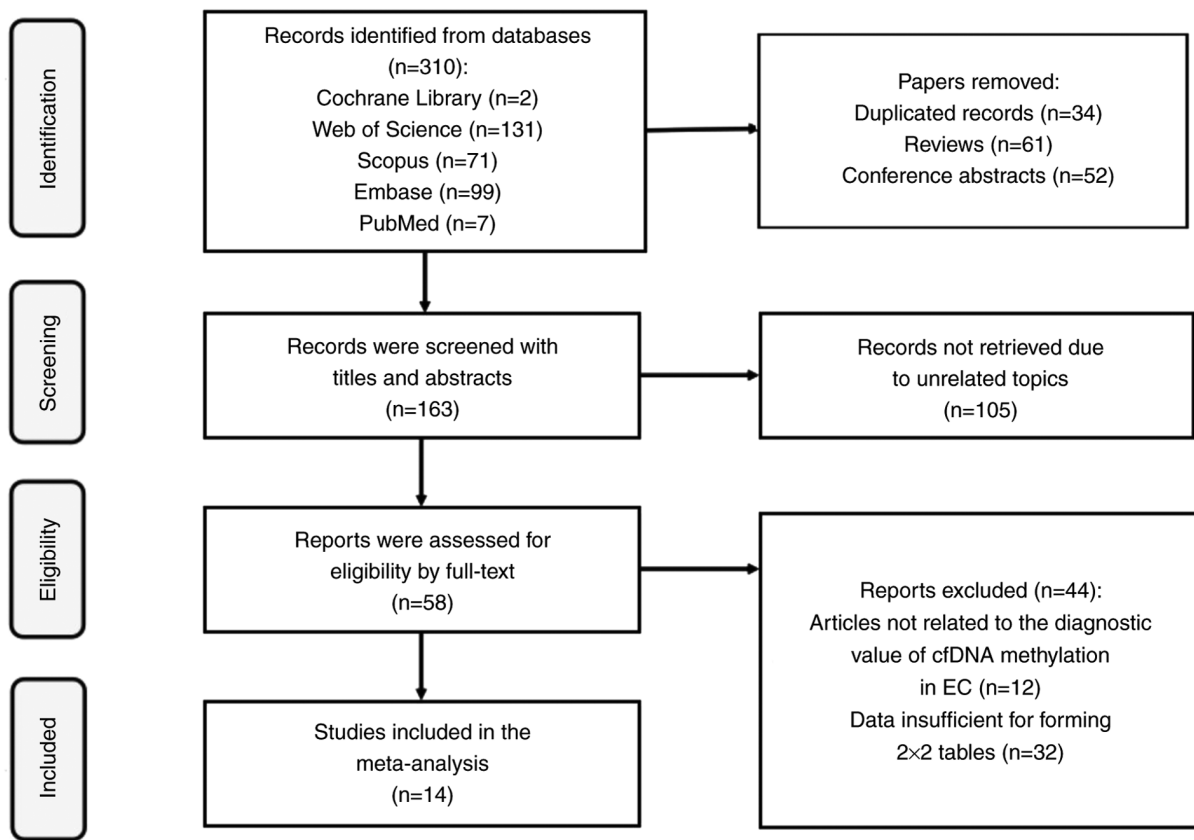 Identification
Records identified from databases
(n=310):
Cochrane Library (n=2)
Web of Science (n=131)
Scopus (n=71)
Embase (n=99)
PubMed (n=7)
Papers removed:
Duplicated records (n=34)
Reviews (n=61)
Conference abstracts (n=52)
Screening
Records were screened with
titles and abstracts
(n=163)
Records not retrieved due
to unrelated topics
(n=105)
Eligibility
Reports were assessed for
eligibility by full-text
(n=58)
Reports excluded (n=44):
Articles not related to the diagnostic
value of cfDNA methylation
in EC (n=12)
Data insufficient for forming
2×2 tables (n=32)
Included
Studies included in the
meta-analysis
(n=14)